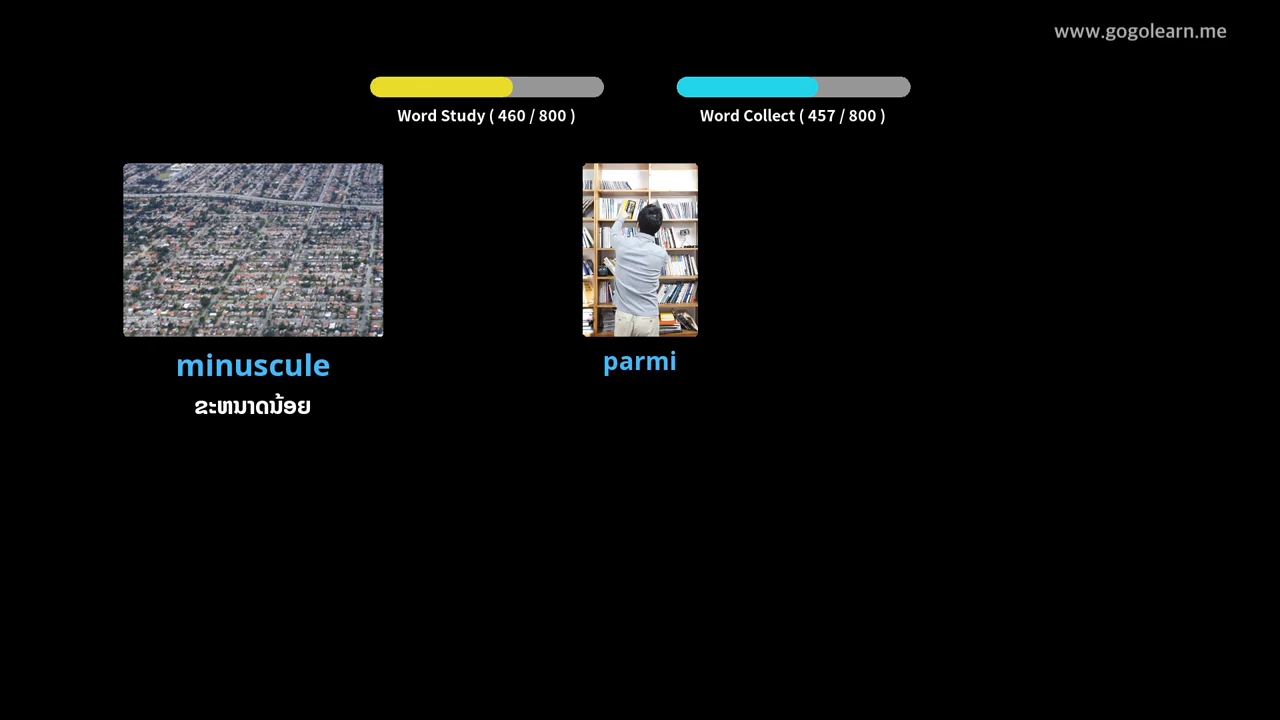 www.gogolearn.me
Word Study ( 460 / 800 )
Word Collect ( 457 / 800 )
minuscule
ຂະຫນາດນ້ອຍ
parmi